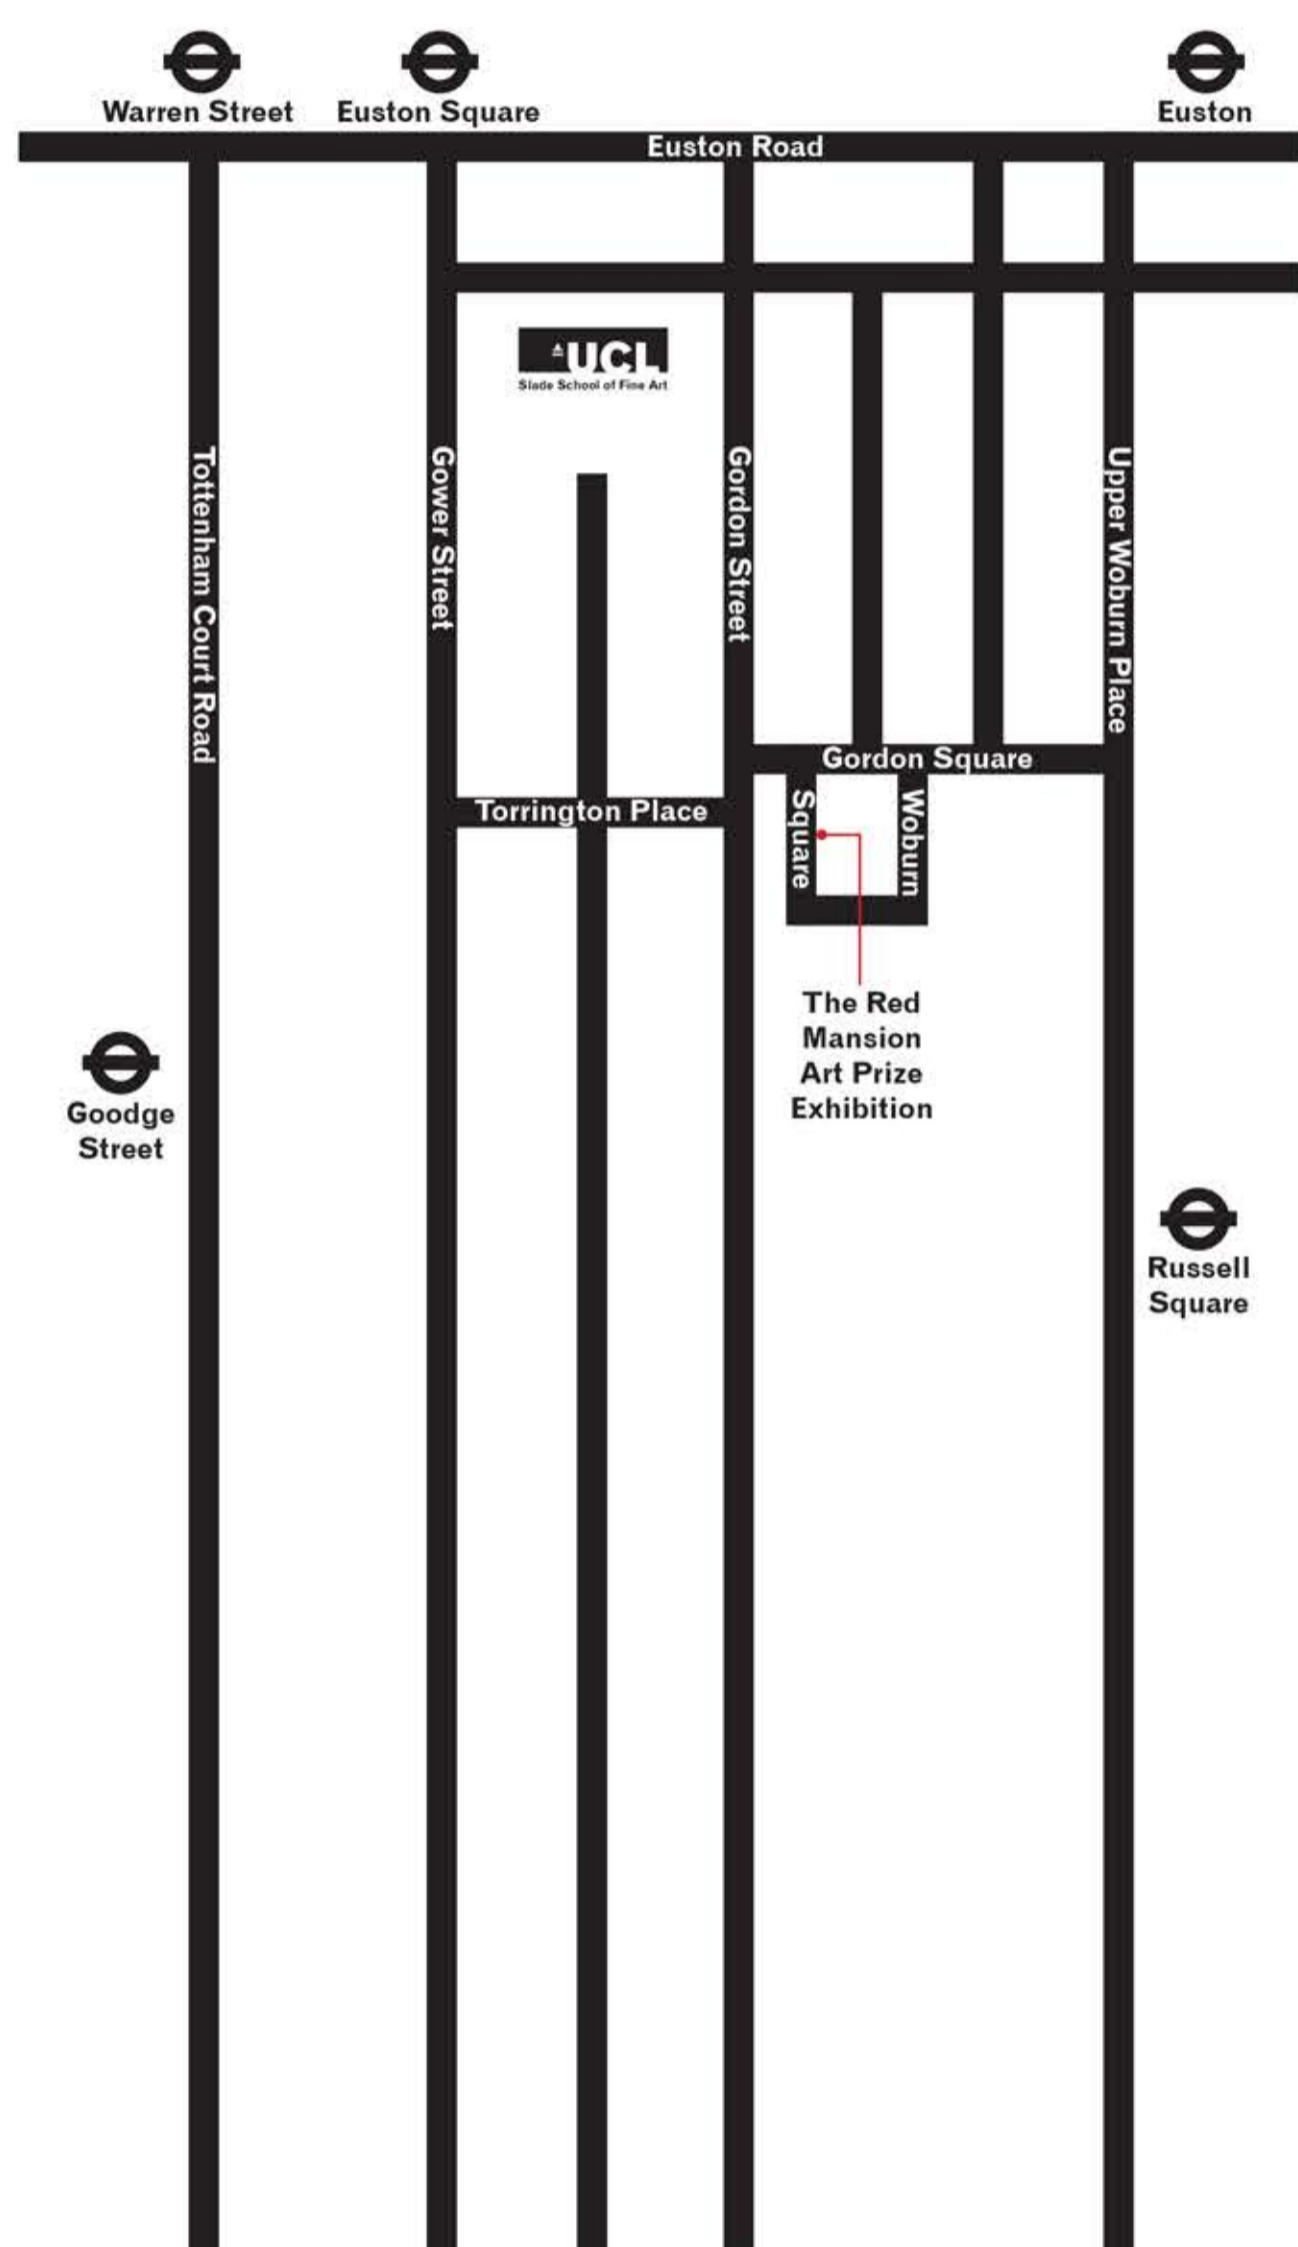 Warren Street
Euston Square
Euston
Euston Road
UCL
Slade School of Fine Art
Tottenham Court Road
Gower Street
Gordon Street
Upper Woburn Place
Gordon Square
Torrington Place
Woburn
Square
The Red
Mansion
Art Prize
Exhibition
Goodge
Street
Russell
Square